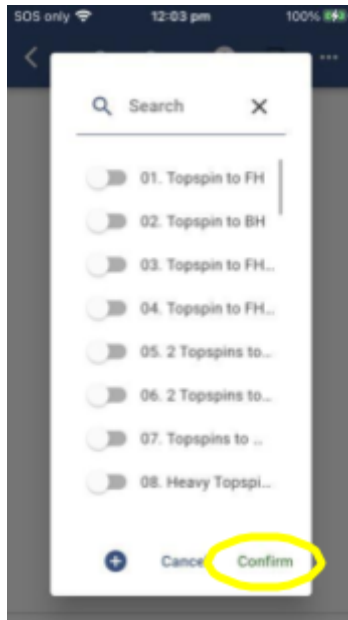 SOS only 12:03 pm 100%
Search
01. Topspin to FH
02. Topspin to BH
03. Topspin to FH...
04. Topspin to FH...
05. 2 Topspins to...
06. 2 Topspins to...
07. Topspins to ..
08. Heavy Topspi...
Cance Confirm